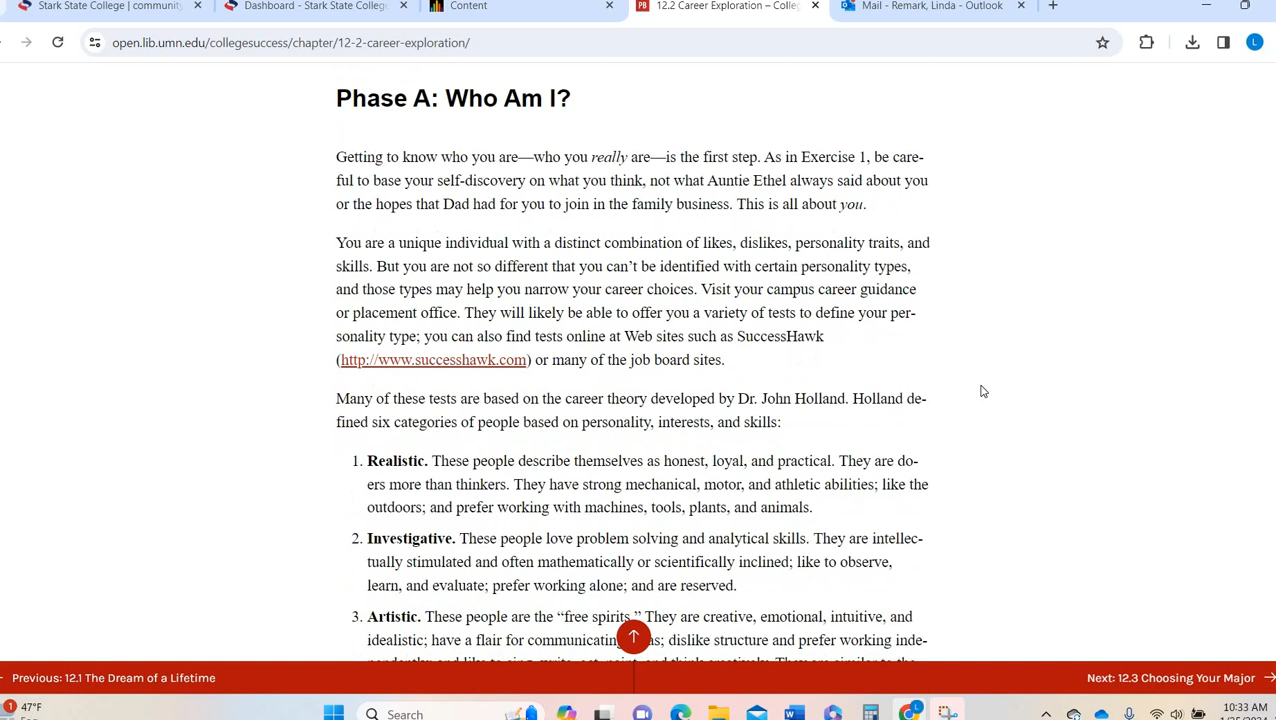 Stark State College | communit
Dashboard - Stark State College
Content
12.2 Career Exploration – Colleg
Mail - Remark, Linda - Outlook
open.lib.umn.edu/collegesuccess/chapter/12-2-career-exploration/
L
Phase A: Who Am I?
Getting to know who you are—who you really are—is the first step. As in Exercise 1, be care-
ful to base your self-discovery on what you think, not what Auntie Ethel always said about you
or the hopes that Dad had for you to join in the family business. This is all about you.
You are a unique individual with a distinct combination of likes, dislikes, personality traits, and
skills. But you are not so different that you can’t be identified with certain personality types,
and those types may help you narrow your career choices. Visit your campus career guidance
or placement office. They will likely be able to offer you a variety of tests to define your per-
sonality type; you can also find tests online at Web sites such as SuccessHawk
(http://www.successhawk.com) or many of the job board sites.
Many of these tests are based on the career theory developed by Dr. John Holland. Holland de-
fined six categories of people based on personality, interests, and skills:
1. Realistic. These people describe themselves as honest, loyal, and practical. They are do-
ers more than thinkers. They have strong mechanical, motor, and athletic abilities; like the
outdoors; and prefer working with machines, tools, plants, and animals.
2. Investigative. These people love problem solving and analytical skills. They are intellec-
tually stimulated and often mathematically or scientifically inclined; like to observe,
learn, and evaluate; prefer working alone; and are reserved.
3. Artistic. These people are the “free spirits.” They are creative, emotional, intuitive, and
idealistic; have a flair for communicating; dislike structure and prefer working inde-
Previous: 12.1 The Dream of a Lifetime
Next: 12.3 Choosing Your Major
47°F
Search
10:33 AM